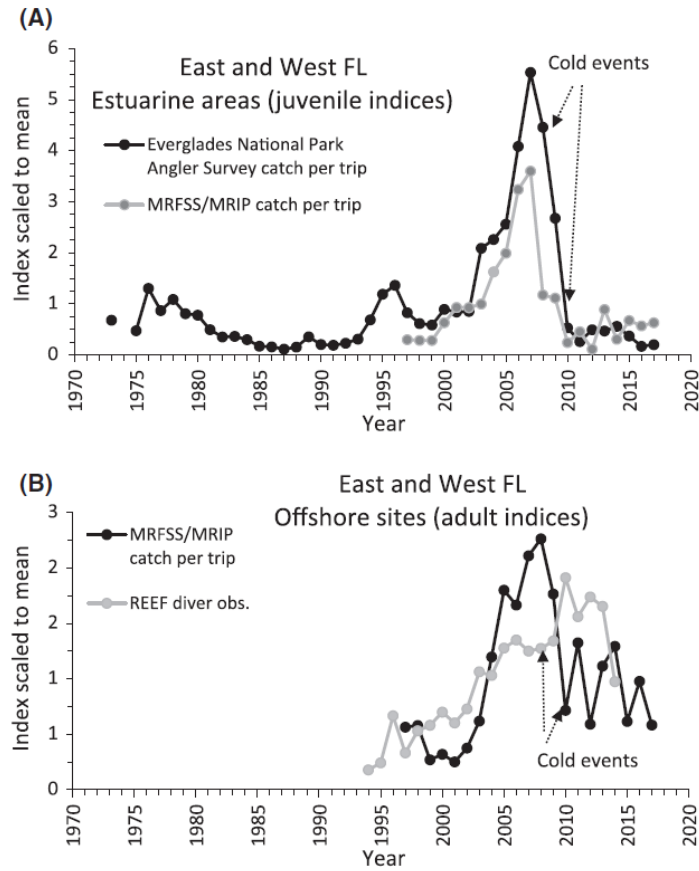 (A)
East and West FL
Estuarine areas (juvenile indices)
Everglades National Park
Angler Survey catch per trip
MRFSS/MRIP catch per trip
Cold events
Index scaled to mean
6
5
4
3
2
1
0
1970
1975
1980
1985
1990
1995
2000
2005
2010
2015
2020
Year
(B)
East and West FL
Offshore sites (adult indices)
MRFSS/MRIP
catch per trip
REEF diver obs.
Cold events
Index scaled to mean
3
2
2
1
1
0
1970
1975
1980
1985
1990
1995
2000
2005
2010
2015
2020
Year